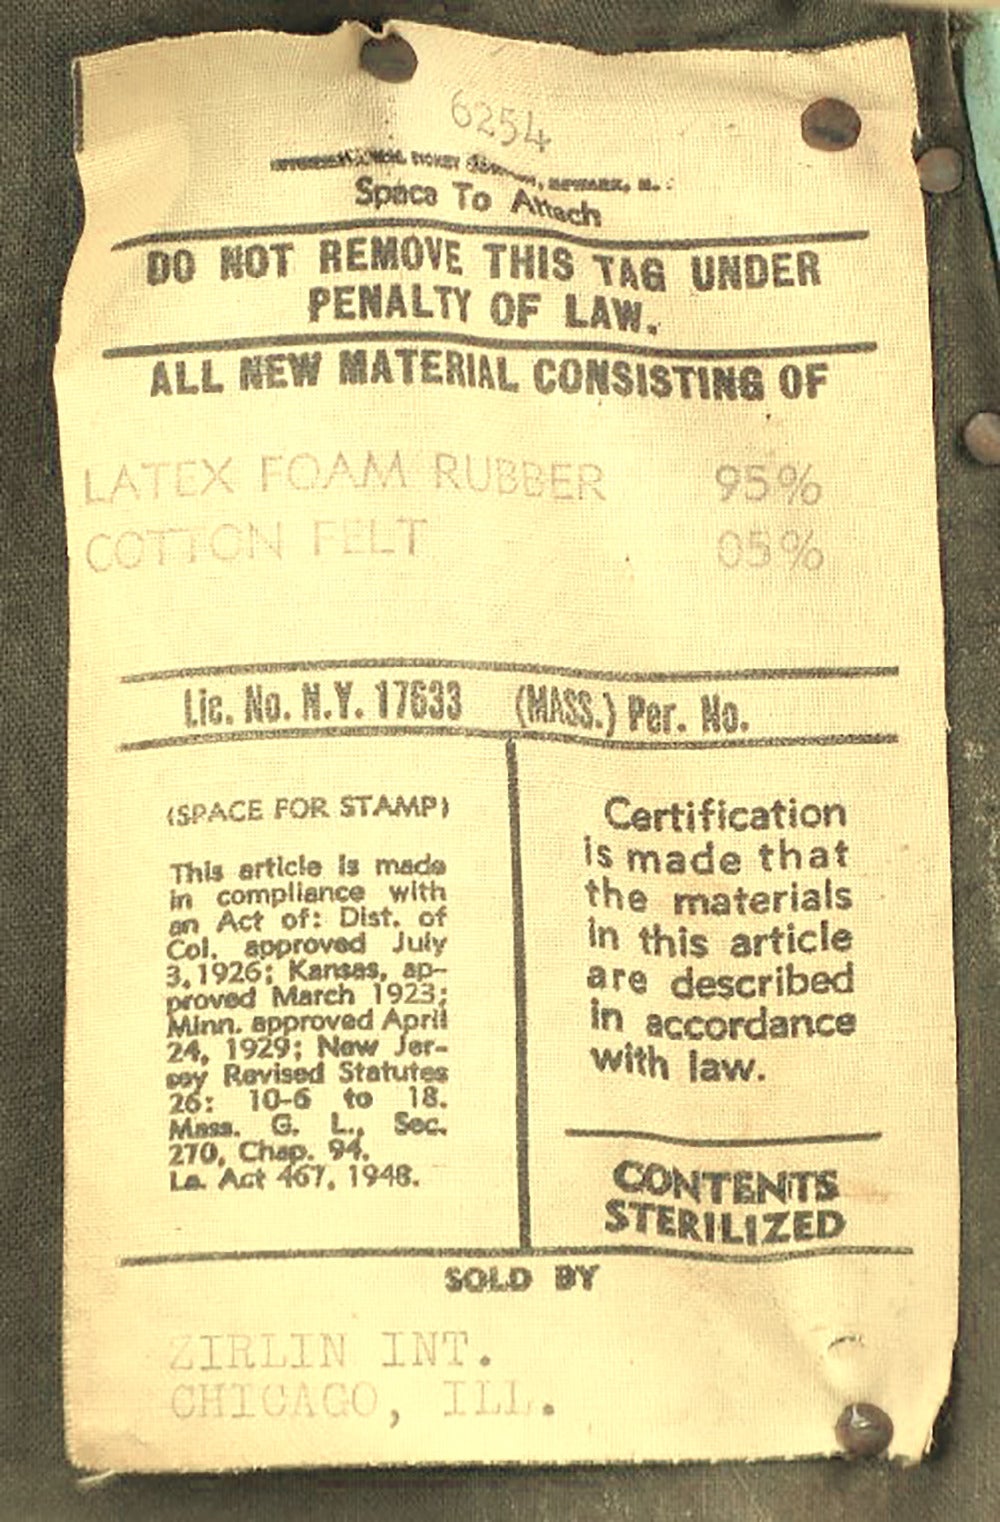 6254
Space To Attach
DO NOT REMOVE THIS TAG UNDER
PENALTY OF LAW.
ALL NEW MATERIAL CONSISTING OF
LATEX FOAM RUBBER 95%
COTTON FELT 05%
Lic. No. N.Y. 17633 (MASS.) Per. No.
(SPACE FOR STAMP)
This article is made
in compliance with
an Act of: Dist. of
Col. approved July
3, 1926; Kansas, ap-
proved March 1923;
Minn. approved April
24, 1929; New Jer-
sey Revised Statutes
26: 10-6 to 18.
Mass. G. L., Sec.
270, Chap. 94.
La. Act 467, 1948.
Certification
is made that
the materials
in this article
are described
in accordance
with law.
CONTENTS
STERILIZED
SOLD BY
ZIRLIN INT.
CHICAGO, ILL.